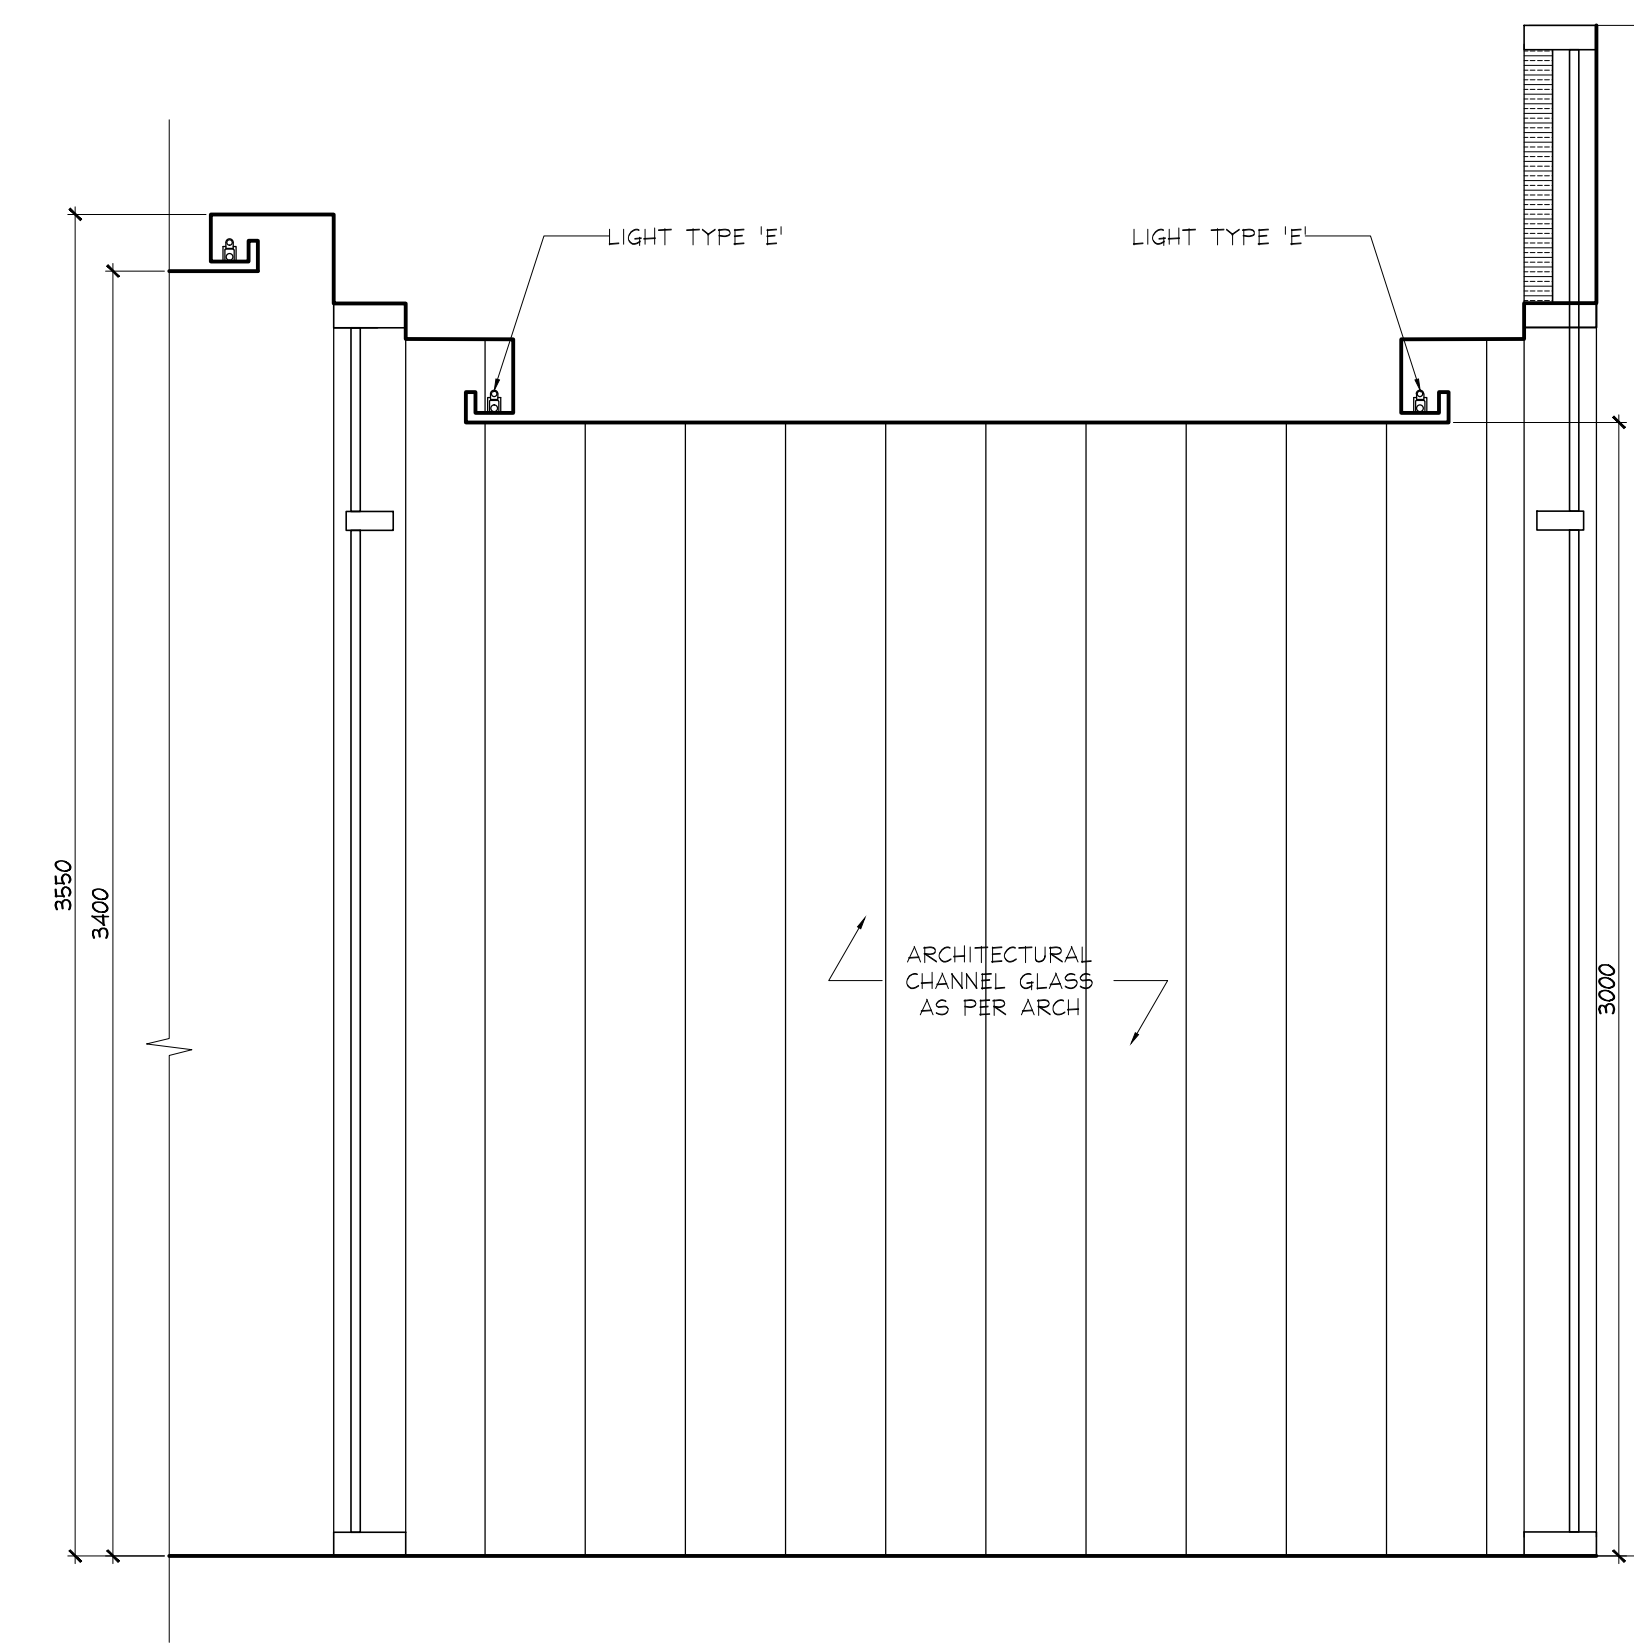 LIGHT TYPE 'E'
LIGHT TYPE 'E'
3550
3400
ARCHITECTURAL
CHANNEL GLASS
AS PER ARCH
3000